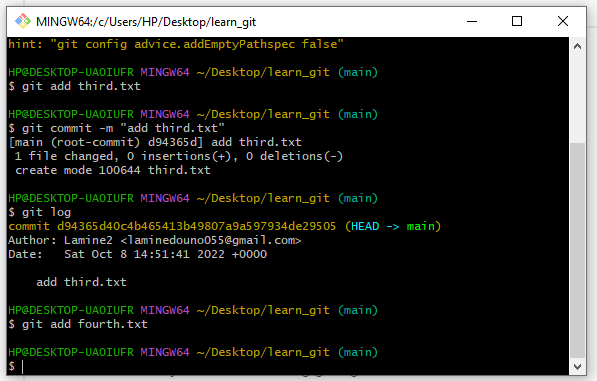 MINGW64:/c/Users/HP/Desktop/learn_git
hint: "git config advice.addEmptyPathspec false"
HP@DESKTOP-UAOIUFR MINGW64 ~/Desktop/learn_git (main)
$ git add third.txt
HP@DESKTOP-UAOIUFR MINGW64 ~/Desktop/learn_git (main)
$ git commit -m "add third.txt"
[main (root-commit) d94365d] add third.txt
 1 file changed, 0 insertions(+), 0 deletions(-)
 create mode 100644 third.txt
HP@DESKTOP-UAOIUFR MINGW64 ~/Desktop/learn_git (main)
$ git log
commit d94365d40c4b465413b49807a9a597934de29505 (HEAD -> main)
Author: Lamine2 <laminedouno055@gmail.com>
Date:   Sat Oct 8 14:51:41 2022 +0000
    add third.txt
HP@DESKTOP-UAOIUFR MINGW64 ~/Desktop/learn_git (main)
$ git add fourth.txt
HP@DESKTOP-UAOIUFR MINGW64 ~/Desktop/learn_git (main)
$